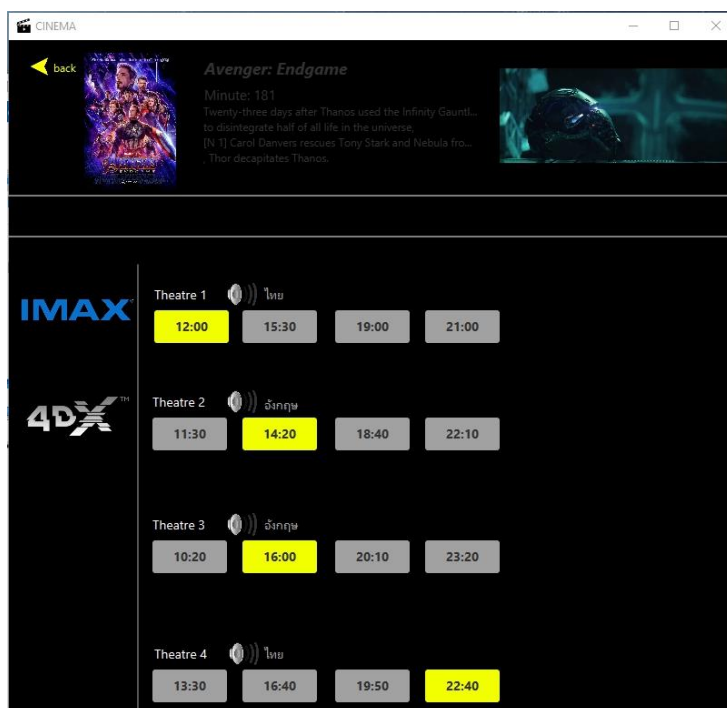 CINEMA
back
Avenger: Endgame
Minute: 181
Twenty-three days after Thanos used the Infinity Gauntl...
to disintegrate half of all life in the universe,
[N 1] Carol Danvers rescues Tony Stark and Nebula fro...
, Thor decapitates Thanos.
IMAX
Theatre 1 ไทย
12:00 15:30 19:00 21:00
4DX™
Theatre 2 อังกฤษ
11:30 14:20 18:40 22:10
Theatre 3 อังกฤษ
10:20 16:00 20:10 23:20
Theatre 4 ไทย
13:30 16:40 19:50 22:40